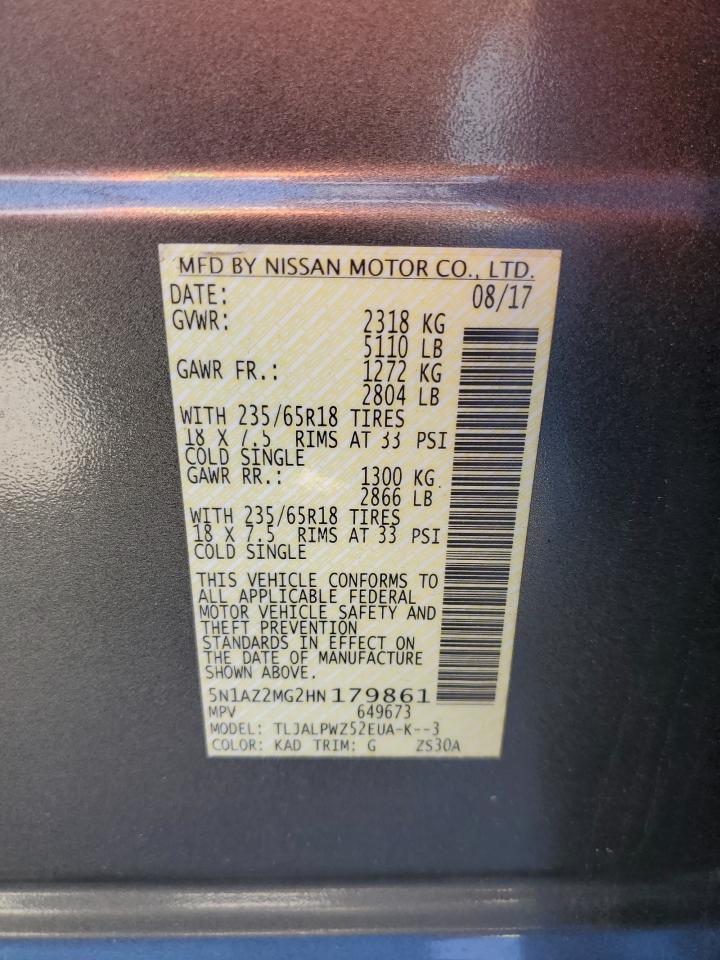 MFD BY NISSAN MOTOR CO., LTD.
DATE: 08/17
GVWR: 2318 KG
5110 LB
GAWR FR.: 1272 KG
2804 LB
WITH 235/65R18 TIRES
18 X 7.5 RIMS AT 33 PSI
COLD SINGLE
GAWR RR.: 1300 KG
2866 LB
WITH 235/65R18 TIRES
18 X 7.5 RIMS AT 33 PSI
COLD SINGLE
THIS VEHICLE CONFORMS TO
ALL APPLICABLE FEDERAL
MOTOR VEHICLE SAFETY AND
THEFT PREVENTION
STANDARDS IN EFFECT ON
THE DATE OF MANUFACTURE
SHOWN ABOVE.
5N1AZ2MG2HN179861
MPV 649673
MODEL: TLJALPWZ52EUA-K--3
COLOR: KAD TRIM: G ZS30A